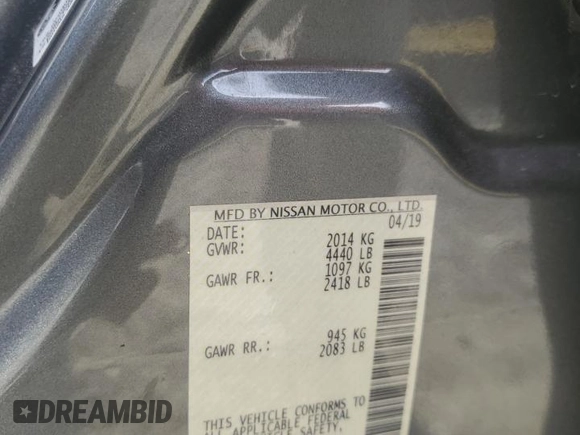 MFD BY NISSAN MOTOR CO., LTD.
DATE: 04/19
GVWR: 2014 KG
4440 LB
GAWR FR.: 1097 KG
2418 LB
GAWR RR.: 945 KG
2083 LB
THIS VEHICLE CONFORMS TO
ALL APPLICABLE FEDERAL
SAFETY,
DREAMBID